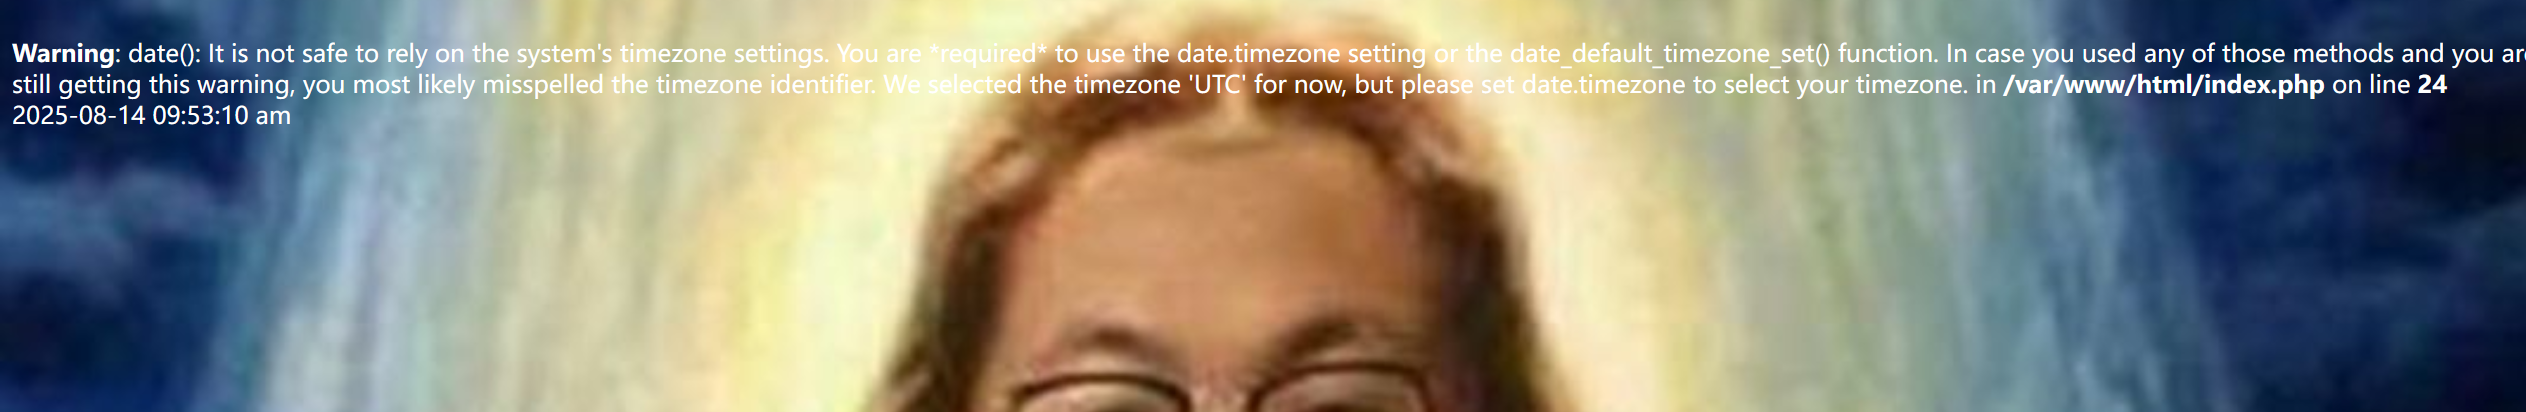 Warning: date(): It is not safe to rely on the system's timezone settings. You are *required* to use the date.timezone setting or the date_default_timezone_set() function. In case you used any of those methods and you are
still getting this warning, you most likely misspelled the timezone identifier. We selected the timezone 'UTC' for now, but please set date.timezone to select your timezone. in /var/www/html/index.php on line 24
2025-08-14 09:53:10 am